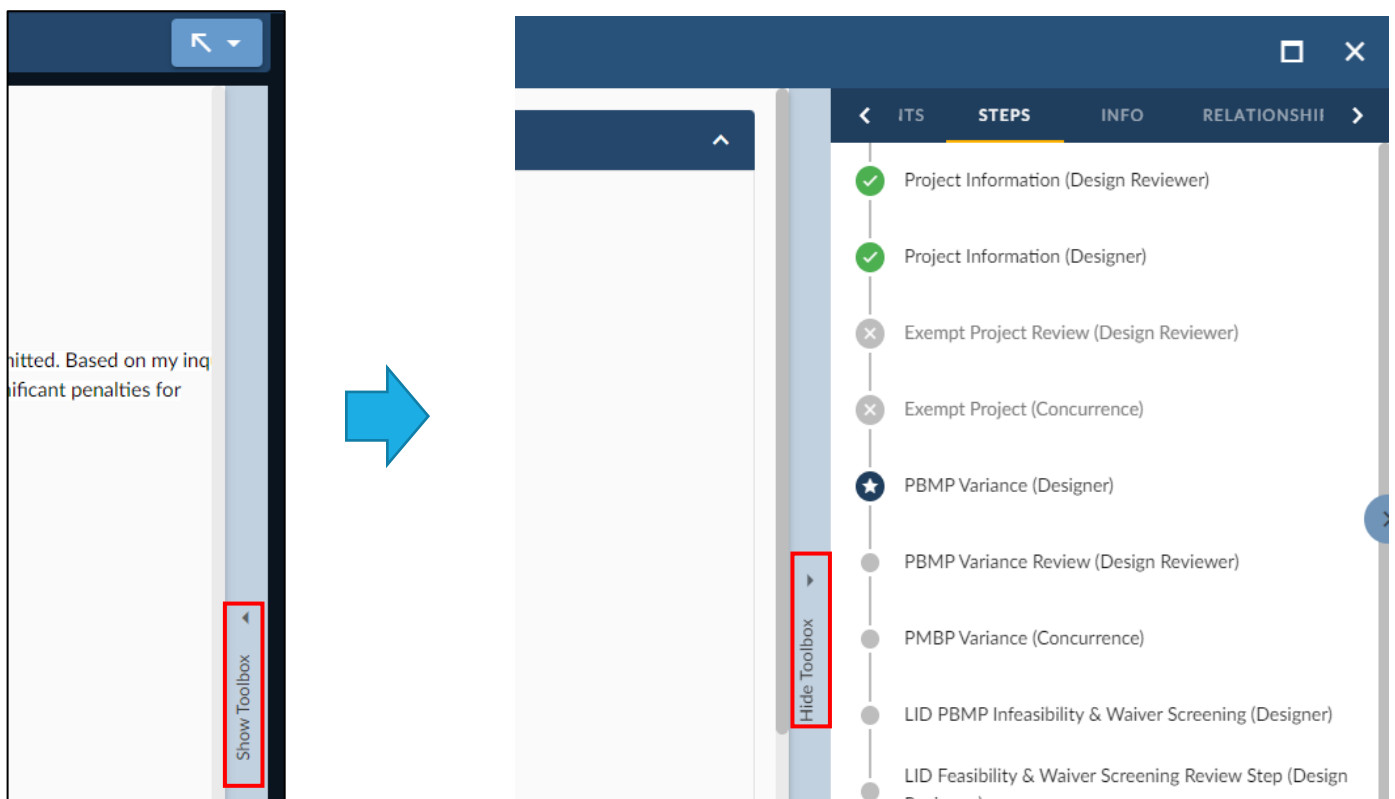 nitted. Based on my inq
nificant penalties for
Show Toolbox
Hide Toolbox
STEPS INFO RELATIONSHII
Project Information (Design Reviewer)
Project Information (Designer)
Exempt Project Review (Design Reviewer)
Exempt Project (Concurrence)
PBMP Variance (Designer)
PBMP Variance Review (Design Reviewer)
PMBP Variance (Concurrence)
LID PBMP Infeasibility & Waiver Screening (Designer)
LID Feasibility & Waiver Screening Review Step (Design